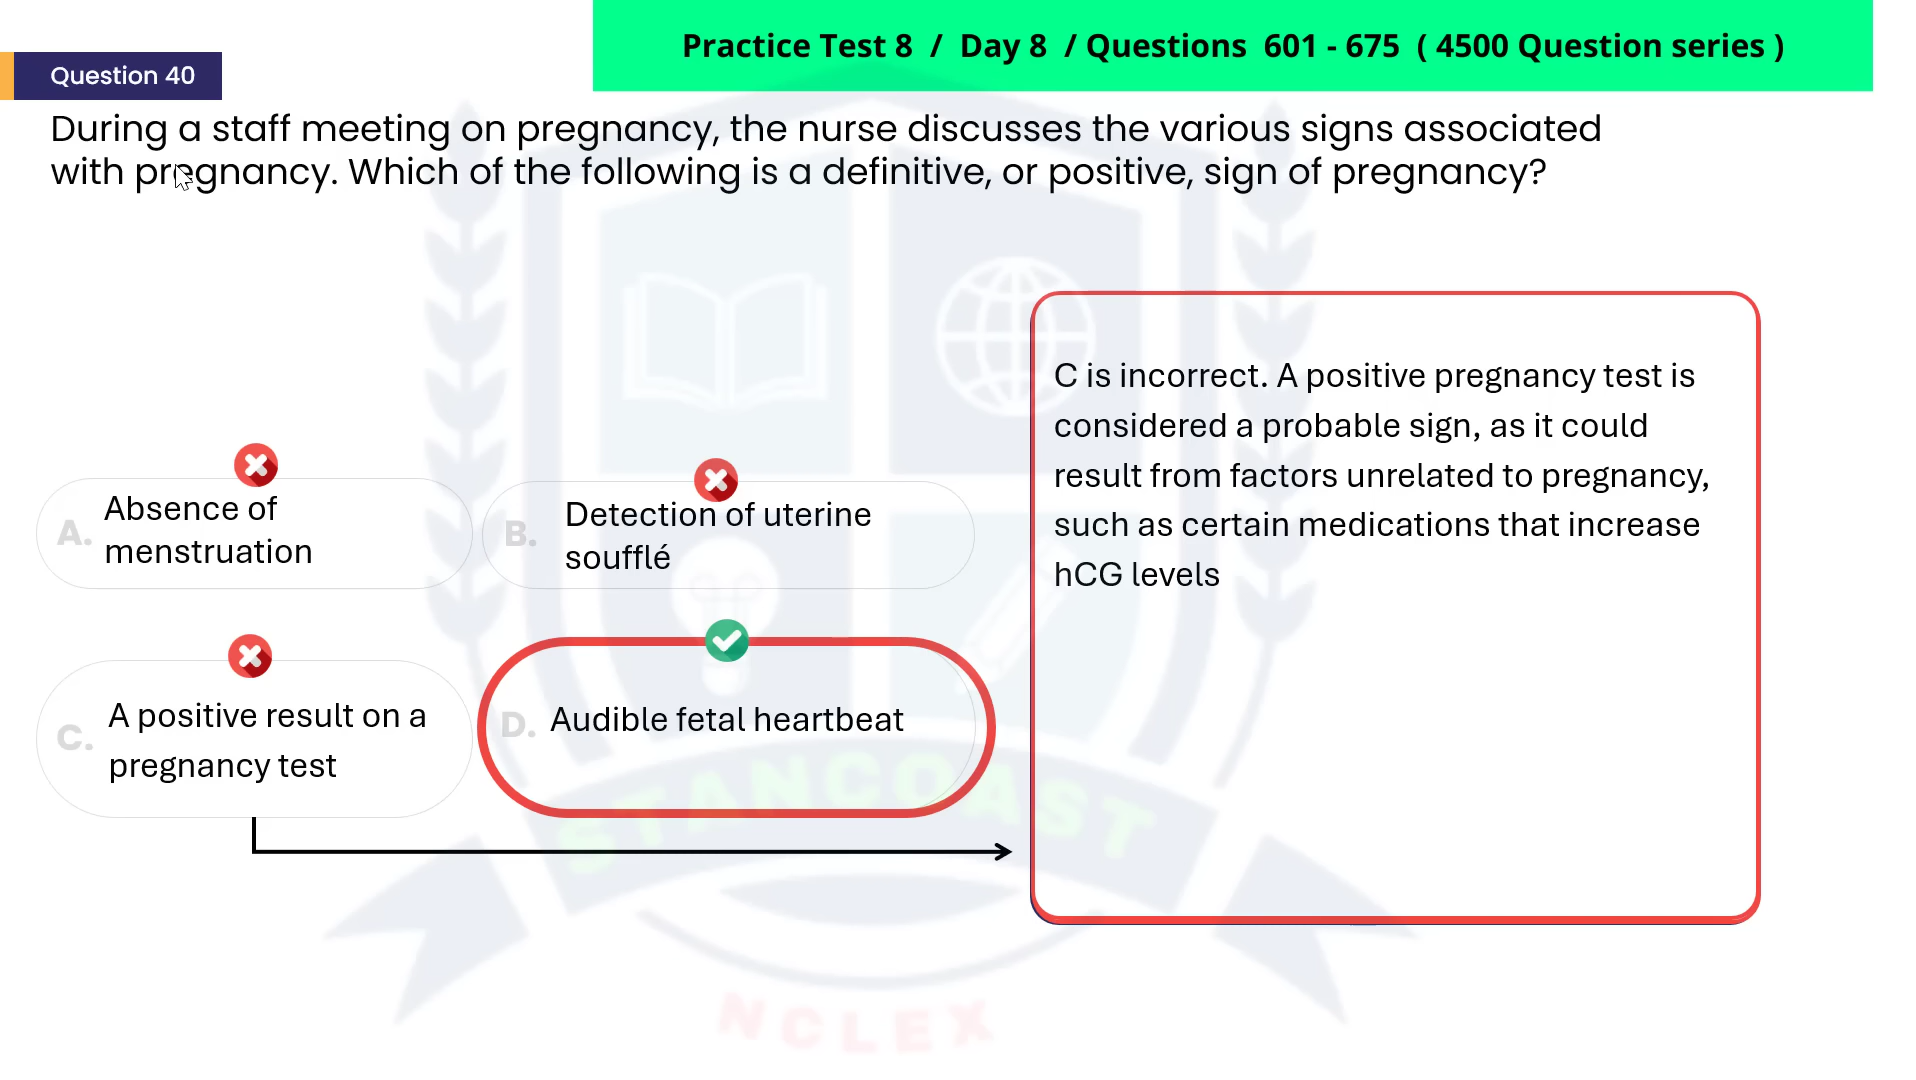 Practice Test 8 / Day 8 / Questions 601 - 675 ( 4500 Question series )
Question 40
During a staff meeting on pregnancy, the nurse discusses the various signs associated
with pregnancy. Which of the following is a definitive, or positive, sign of pregnancy?
A. Absence of
menstruation
B. Detection of uterine
soufflé
C. A positive result on a
pregnancy test
D. Audible fetal heartbeat
C is incorrect. A positive pregnancy test is
considered a probable sign, as it could
result from factors unrelated to pregnancy,
such as certain medications that increase
hCG levels
STANCOAST
NCLEX